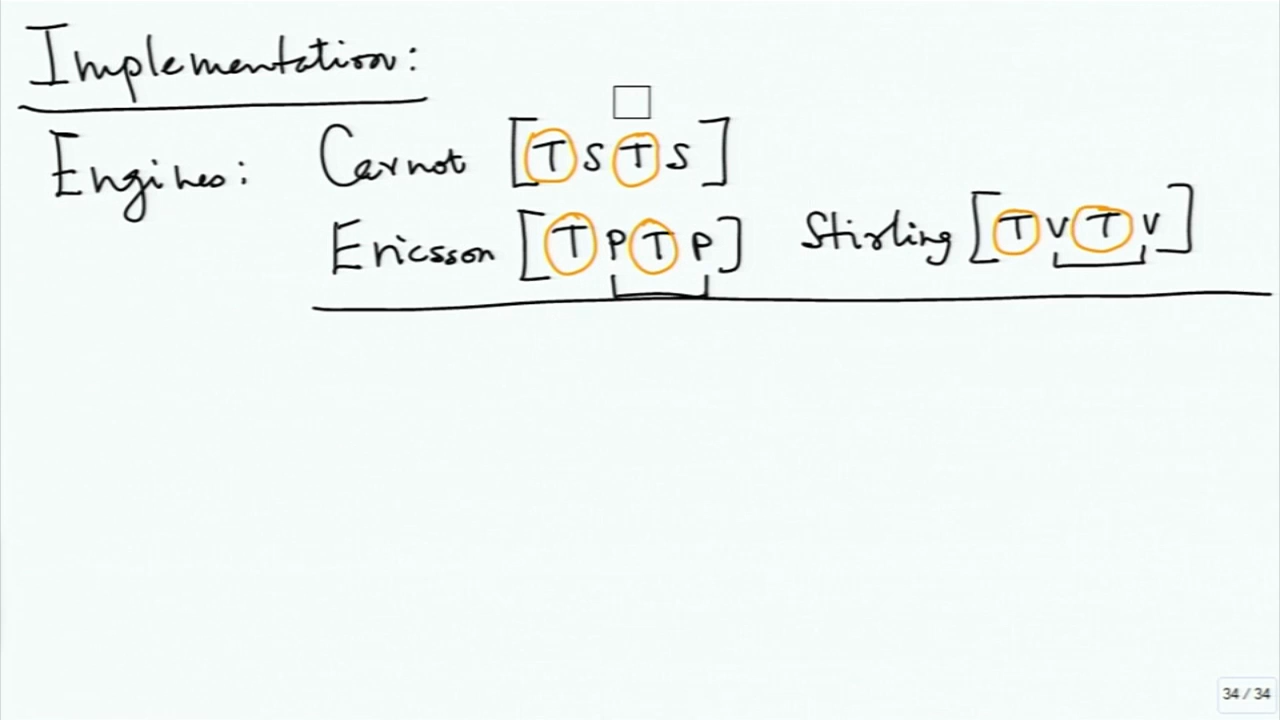 Implementation:
Engines: Carnot [T S T S]
Ericsson [T P T P] Stirling [T V T V]
34 / 34